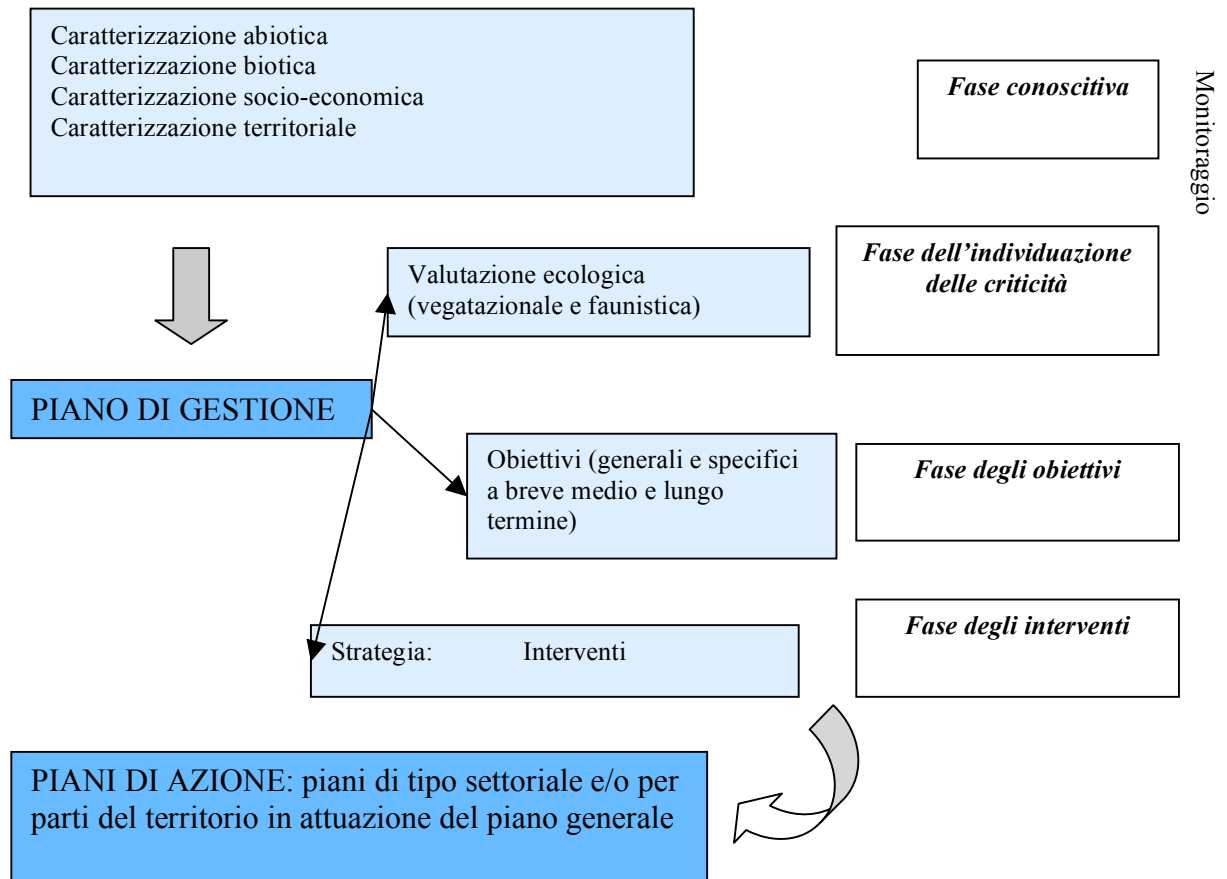 Caratterizzazione abiotica
Caratterizzazione biotica
Caratterizzazione socio-economica
Caratterizzazione territoriale
Fase conoscitiva
Monitoraggio
Valutazione ecologica
(vegatazionale e faunistica)
Fase dell’individuazione
delle criticità
PIANO DI GESTIONE
Obiettivi (generali e specifici
a breve medio e lungo
termine)
Fase degli obiettivi
Strategia: Interventi
Fase degli interventi
PIANI DI AZIONE: piani di tipo settoriale e/o per
parti del territorio in attuazione del piano generale